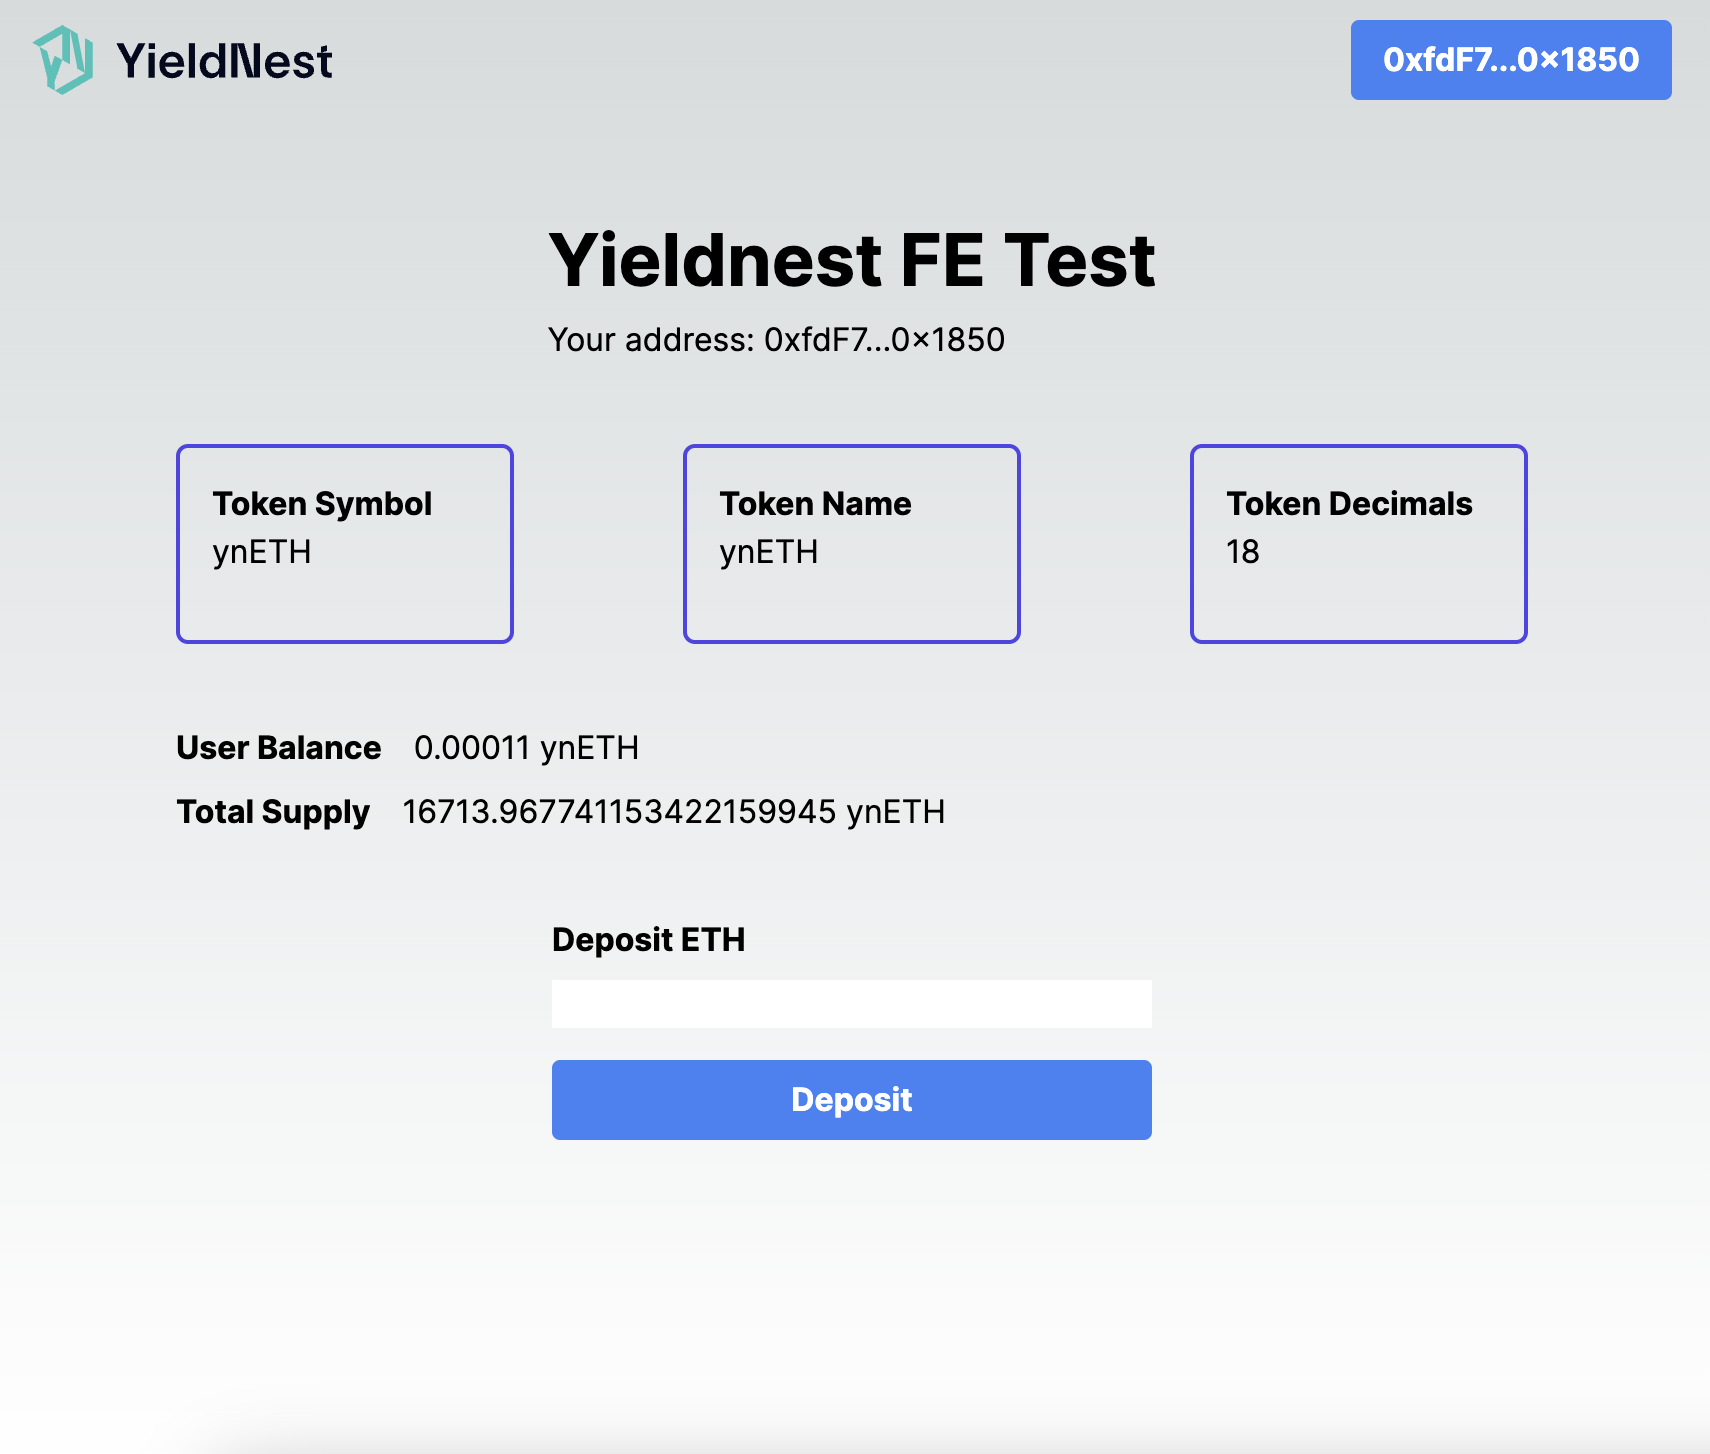 YieldNest
0xfdF7...0×1850
Yieldnest FE Test
Your address: 0xfdF7...0×1850
Token Symbol
ynETH
Token Name
ynETH
Token Decimals
18
User Balance 0.00011 ynETH
Total Supply 16713.967741153422159945 ynETH
Deposit ETH
Deposit